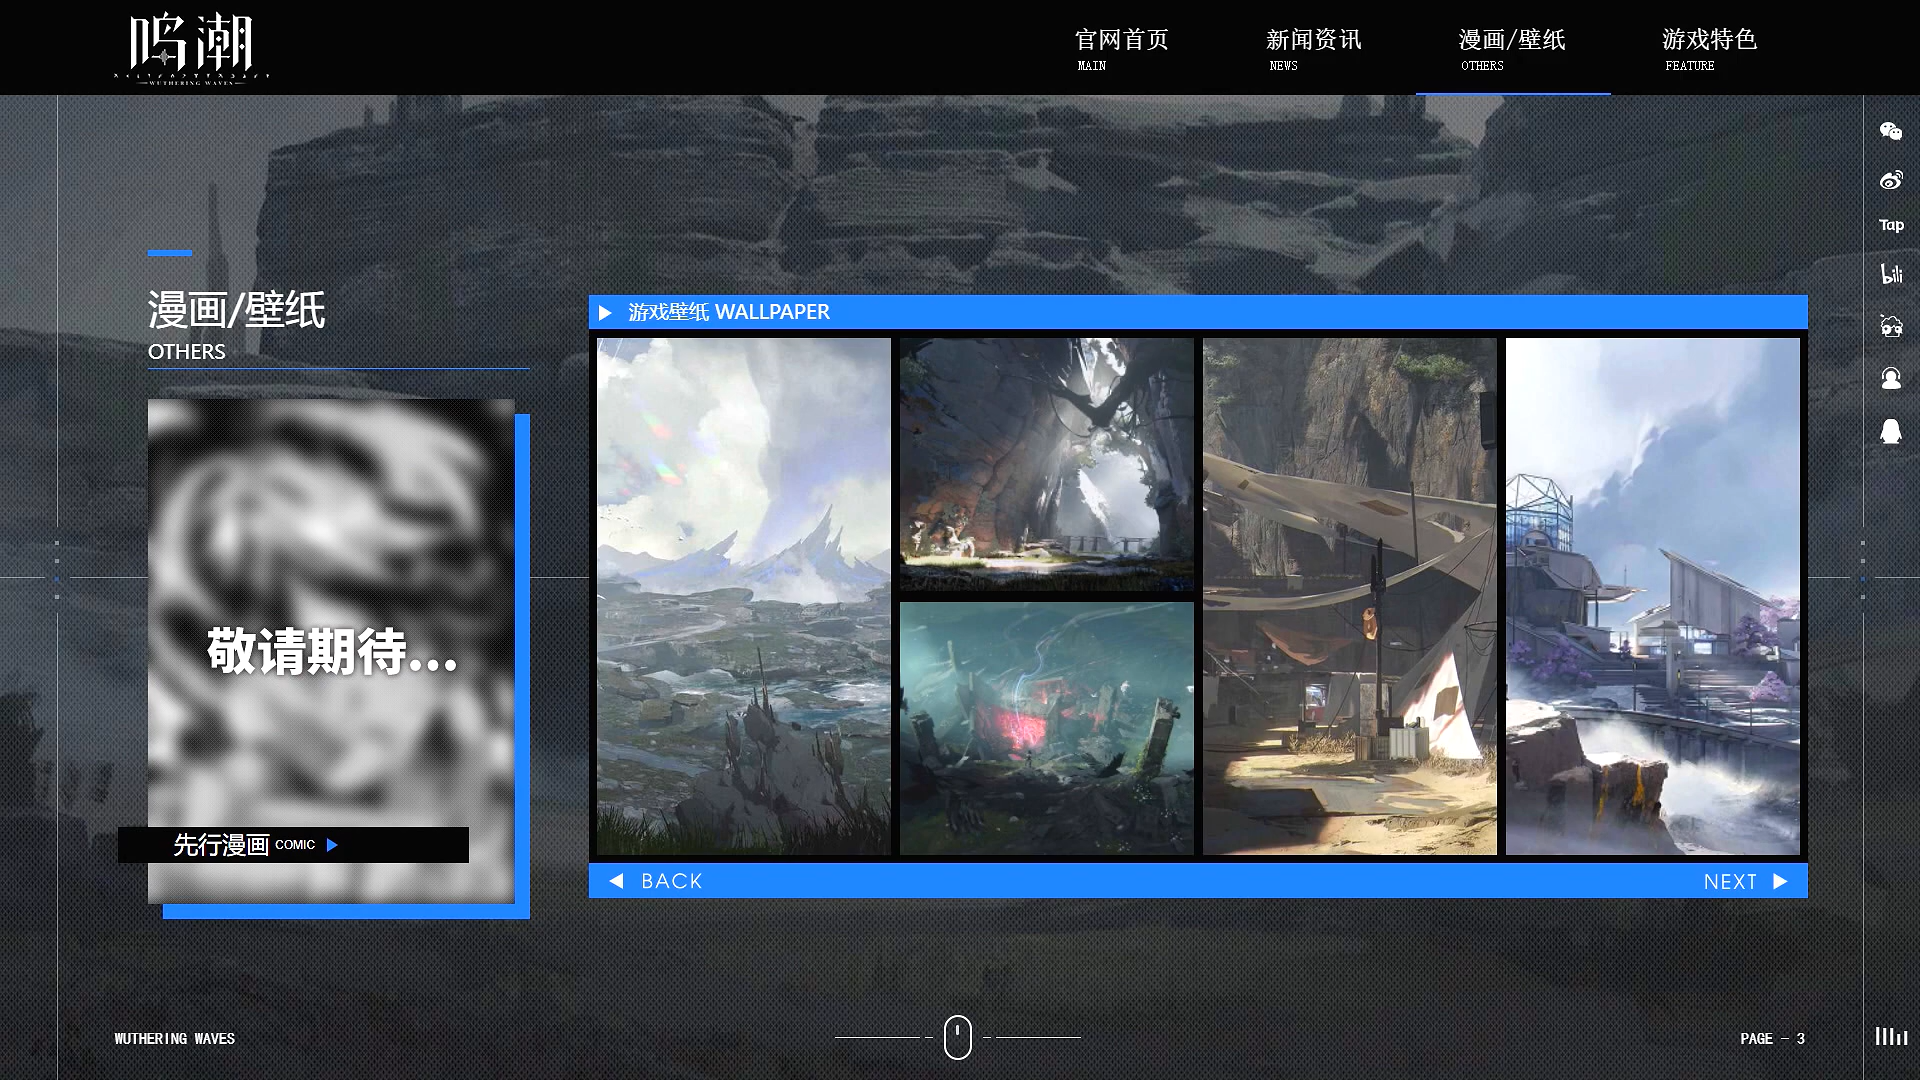 鸣潮
WUTHERING WAVES
官网首页
MAIN
新闻资讯
NEWS
漫画/壁纸
OTHERS
游戏特色
FEATURE
Tap
bili
漫画/壁纸
OTHERS
敬请期待...
先行漫画 COMIC
游戏壁纸 WALLPAPER
BACK
NEXT
WUTHERING WAVES
PAGE - 3